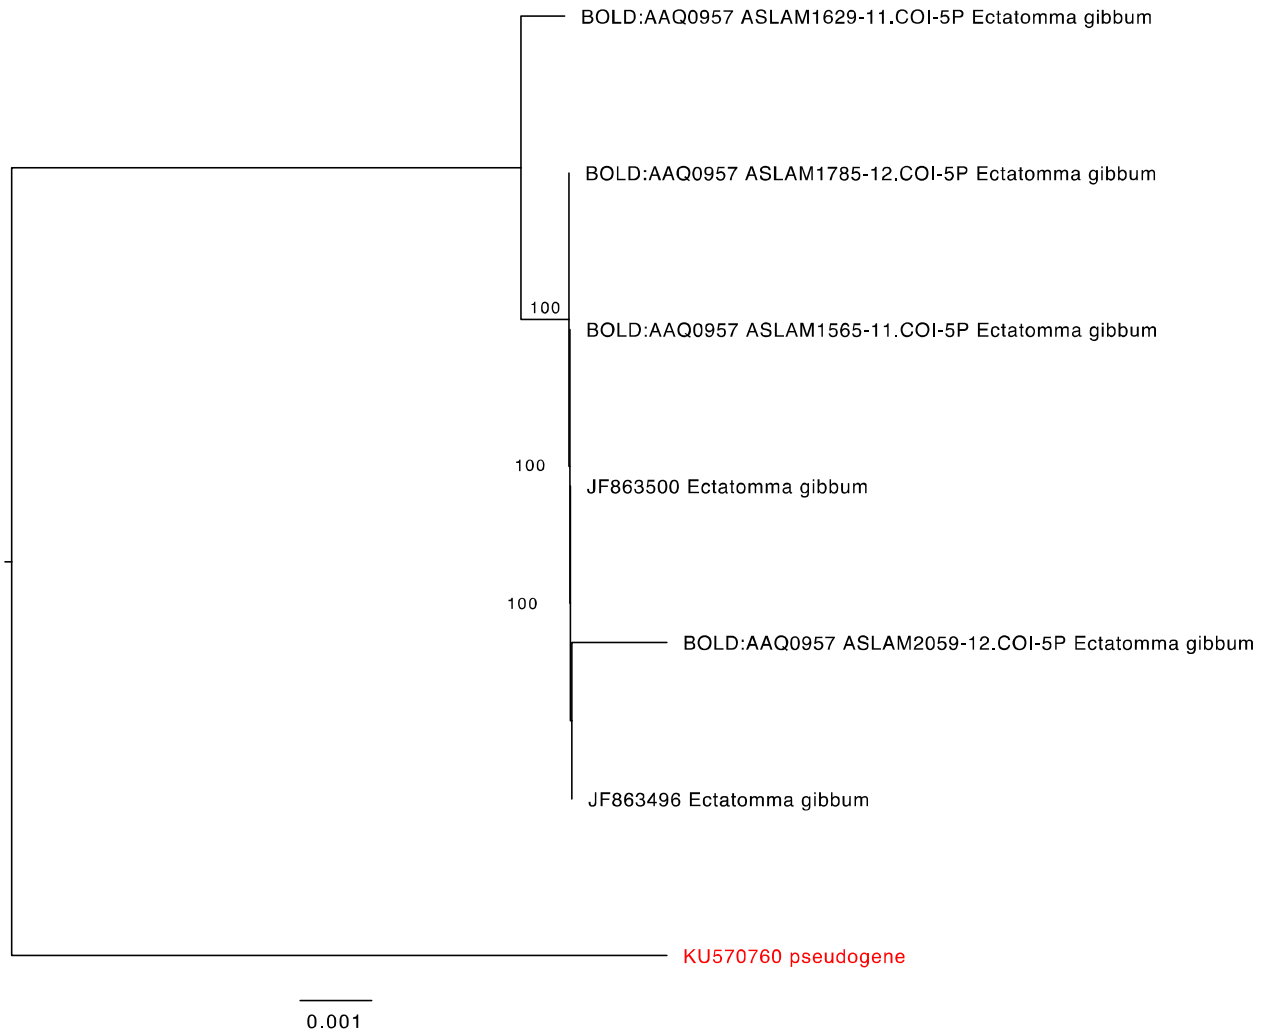 BOLD:AAQ0957 ASLAM1629-11.COI-5P Ectatomma gibbum
BOLD:AAQ0957 ASLAM1785-12.COI-5P Ectatomma gibbum
100
BOLD:AAQ0957 ASLAM1565-11.COI-5P Ectatomma gibbum
100
JF863500 Ectatomma gibbum
100
BOLD:AAQ0957 ASLAM2059-12.COI-5P Ectatomma gibbum
JF863496 Ectatomma gibbum
KU570760 pseudogene
0.001